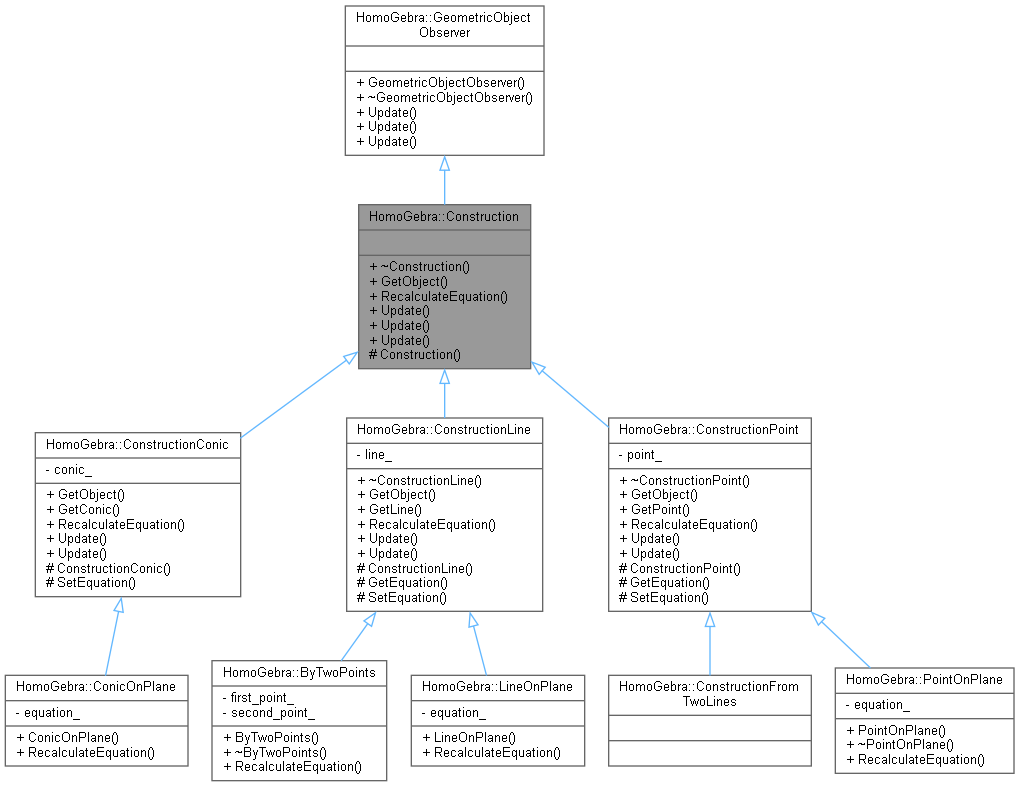 HomoGebra::GeometricObject
Observer
+ GeometricObjectObserver()
+ ~GeometricObjectObserver()
+ Update()
+ Update()
+ Update()
HomoGebra::Construction
+ ~Construction()
+ GetObject()
+ RecalculateEquation()
+ Update()
+ Update()
+ Update()
# Construction()
HomoGebra::ConstructionConic
- conic_
+ GetObject()
+ GetConic()
+ RecalculateEquation()
+ Update()
+ Update()
# ConstructionConic()
# SetEquation()
HomoGebra::ConstructionLine
- line_
+ ~ConstructionLine()
+ GetObject()
+ GetLine()
+ RecalculateEquation()
+ Update()
+ Update()
# ConstructionLine()
# GetEquation()
# SetEquation()
HomoGebra::ConstructionPoint
- point_
+ ~ConstructionPoint()
+ GetObject()
+ GetPoint()
+ RecalculateEquation()
+ Update()
+ Update()
# ConstructionPoint()
# GetEquation()
# SetEquation()
HomoGebra::ConicOnPlane
- equation_
+ ConicOnPlane()
+ RecalculateEquation()
HomoGebra::ByTwoPoints
- first_point_
- second_point_
+ ByTwoPoints()
+ ~ByTwoPoints()
+ RecalculateEquation()
HomoGebra::LineOnPlane
- equation_
+ LineOnPlane()
+ RecalculateEquation()
HomoGebra::ConstructionFrom
TwoLines
HomoGebra::PointOnPlane
- equation_
+ PointOnPlane()
+ ~PointOnPlane()
+ RecalculateEquation()